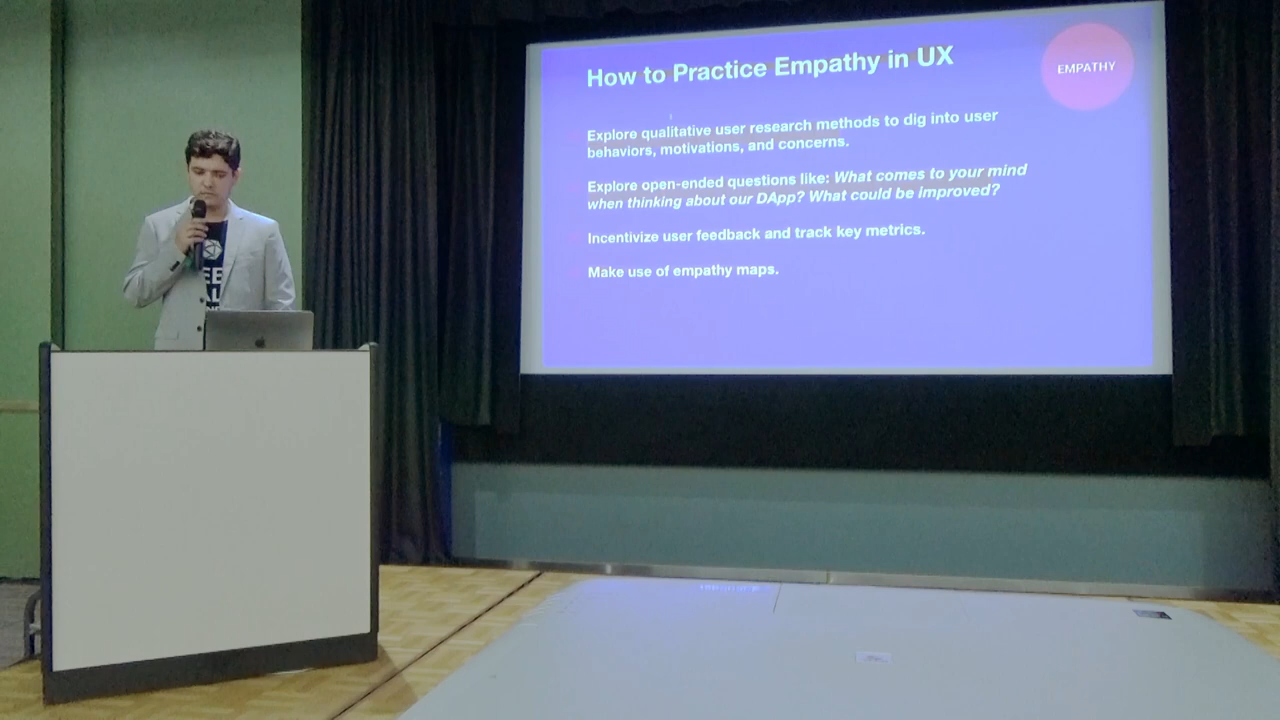 How to Practice Empathy in UX
EMPATHY
Explore qualitative user research methods to dig into user
behaviors, motivations, and concerns.
Explore open-ended questions like: What comes to your mind
when thinking about our DApp? What could be improved?
Incentivize user feedback and track key metrics.
Make use of empathy maps.